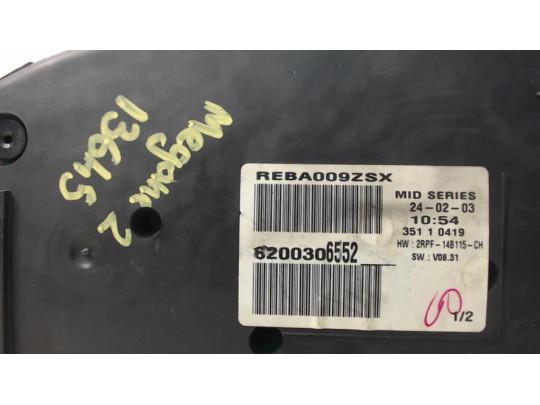 Megane 2
13645
REBA009ZSX
MID SERIES
24-02-03
10:54
351 1 0419
HW : 2RPF-14B115-CH
SW : V08.31
8200306552
1/2